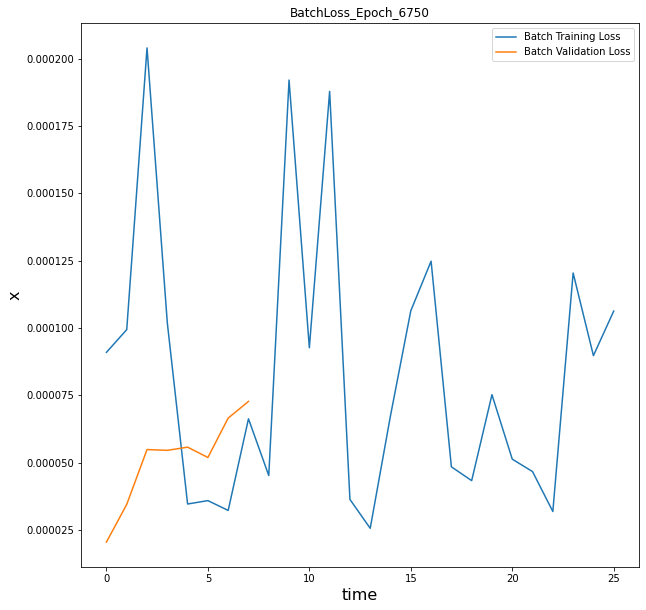 BatchLoss_Epoch_6750
Batch Training Loss
Batch Validation Loss
0.000200
0.000175
0.000150
0.000125
0.000100
0.000075
0.000050
0.000025
x
0 5 10 15 20 25
time